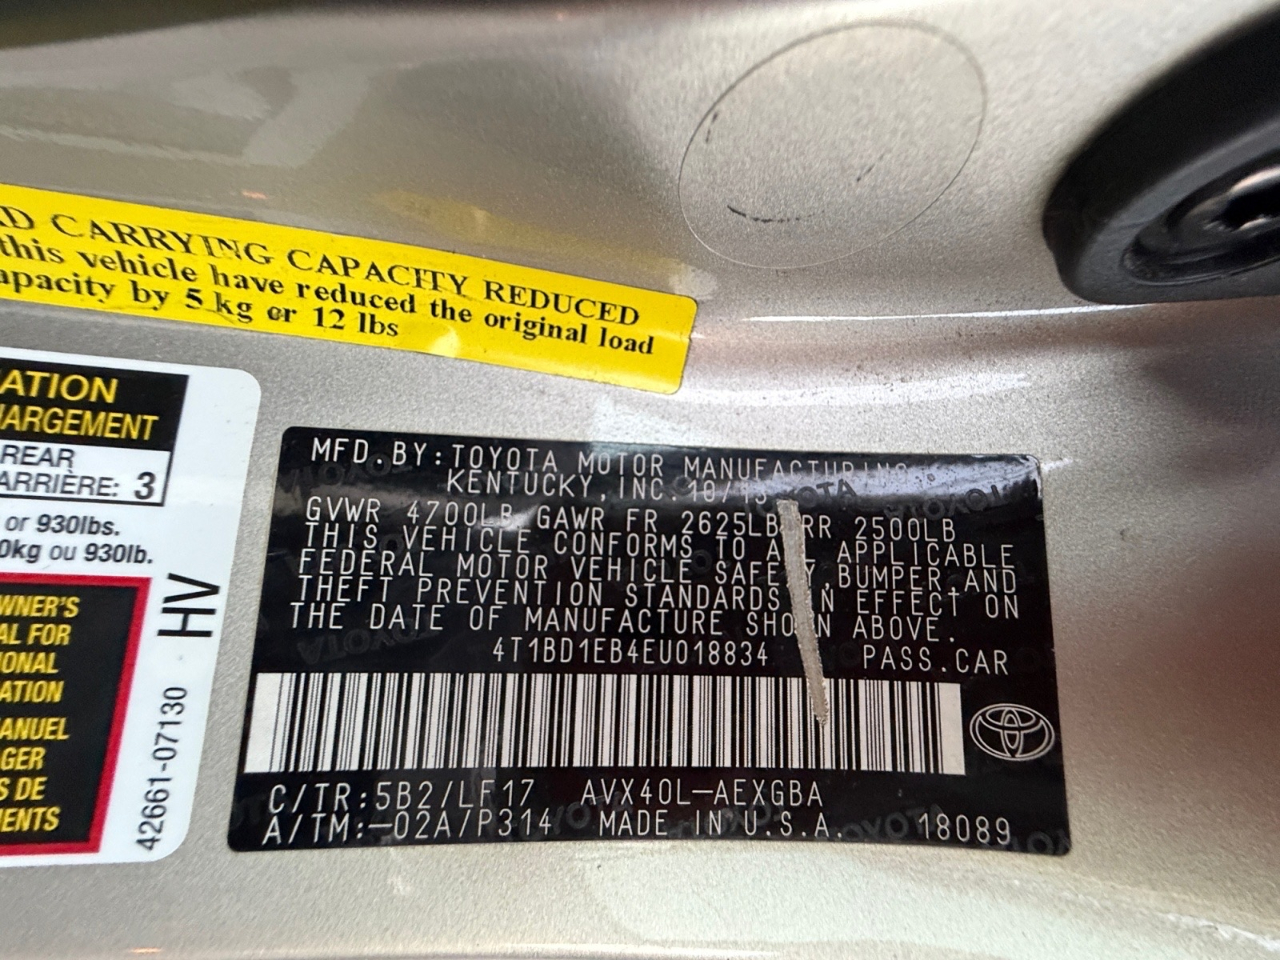 D CARRYING CAPACITY REDUCED
this vehicle have reduced the original load
apacity by 5 kg or 12 lbs
ATION
ARGEMENT
REAR
ARRIÈRE: 3
or 930lbs.
0kg ou 930lb.
WNER'S
AL FOR
IONAL
ATION
ANUEL
GER
S DE
MENTS
HV
42661-07130
MFD.BY:TOYOTA MOTOR MANUFACTURING
KENTUCKY,INC.10/13
GVWR 4700LB GAWR FR 2625LB RR 2500LB
THIS VEHICLE CONFORMS TO A APPLICABLE
FEDERAL MOTOR VEHICLE SAFE Y,BUMPER,AND
THEFT PREVENTION STANDARDS IN EFFECT ON
THE DATE OF MANUFACTURE SHO N ABOVE.
4T1BD1EB4EU018834 PASS.CAR
C/TR:5B2/LF17 AVX40L-AEXGBA
A/TM:-02A/P314 MADE IN U.S.A. 18089